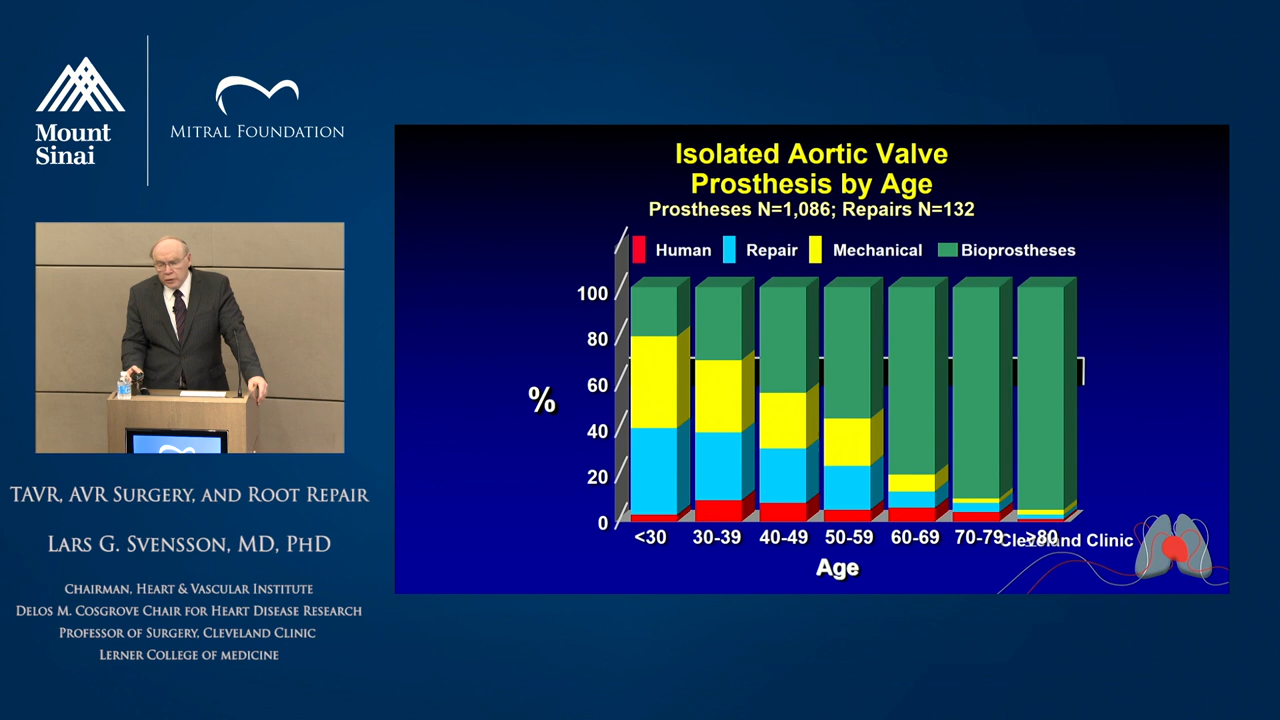 Mount
Sinai
MITRAL FOUNDATION
TAVR, AVR SURGERY, AND ROOT REPAIR
LARS G. SVENSSON, MD, PHD
CHAIRMAN, HEART & VASCULAR INSTITUTE
DELOS M. COSGROVE CHAIR FOR HEART DISEASE RESEARCH
PROFESSOR OF SURGERY, CLEVELAND CLINIC
LERNER COLLEGE OF MEDICINE
Isolated Aortic Valve
Prosthesis by Age
Prostheses N=1,086; Repairs N=132
Human Repair Mechanical Bioprostheses
100
80
60
40
20
0
%
<30 30-39 40-49 50-59 60-69 70-79 >80
Age
Cleveland Clinic